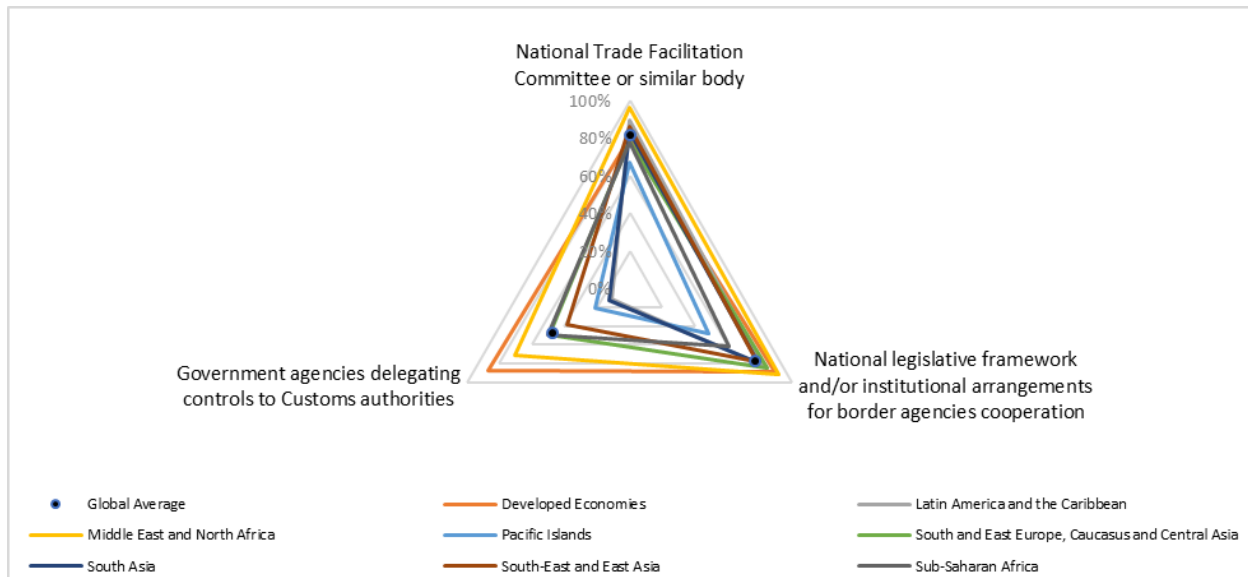 National Trade Facilitation
Committee or similar body
100%
80%
60%
40%
20%
0%
Government agencies delegating
controls to Customs authorities
National legislative framework
and/or institutional arrangements
for border agencies cooperation
Global Average
Developed Economies
Latin America and the Caribbean
Middle East and North Africa
Pacific Islands
South and East Europe, Caucasus and Central Asia
South Asia
South-East and East Asia
Sub-Saharan Africa